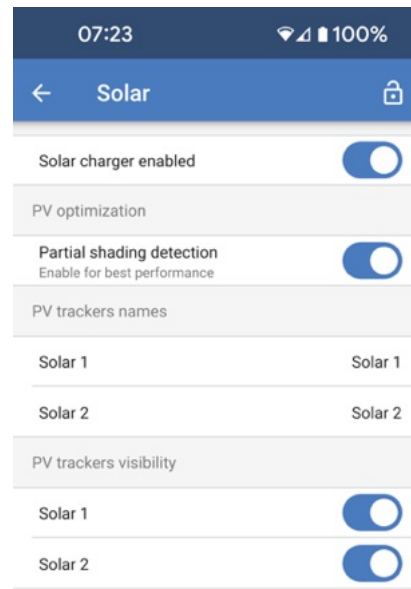 07:23
100%
Solar
Solar charger enabled
PV optimization
Partial shading detection
Enable for best performance
PV trackers names
Solar 1 Solar 1
Solar 2 Solar 2
PV trackers visibility
Solar 1
Solar 2